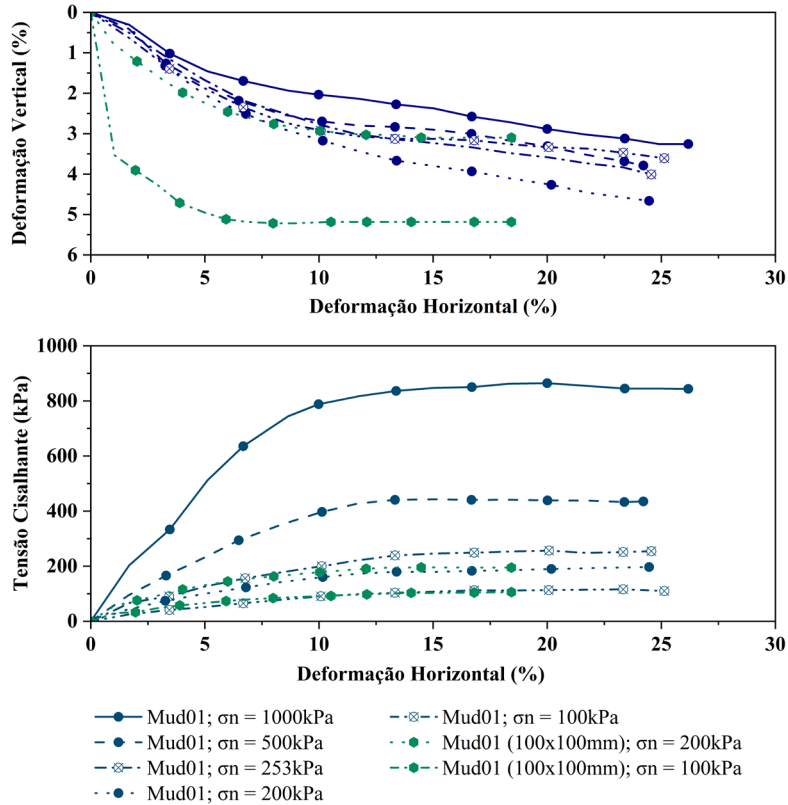 0
1
2
3
4
5
6
Deformação Vertical (%)
0 5 10 15 20 25 30
Deformação Horizontal (%)
1000
800
600
400
200
0
Tensão Cisalhante (kPa)
0 5 10 15 20 25 30
Deformação Horizontal (%)
Mud01; σn = 1000kPa
Mud01; σn = 500kPa
Mud01; σn = 253kPa
Mud01; σn = 200kPa
Mud01; σn = 100kPa
Mud01 (100x100mm); σn = 200kPa
Mud01 (100x100mm); σn = 100kPa